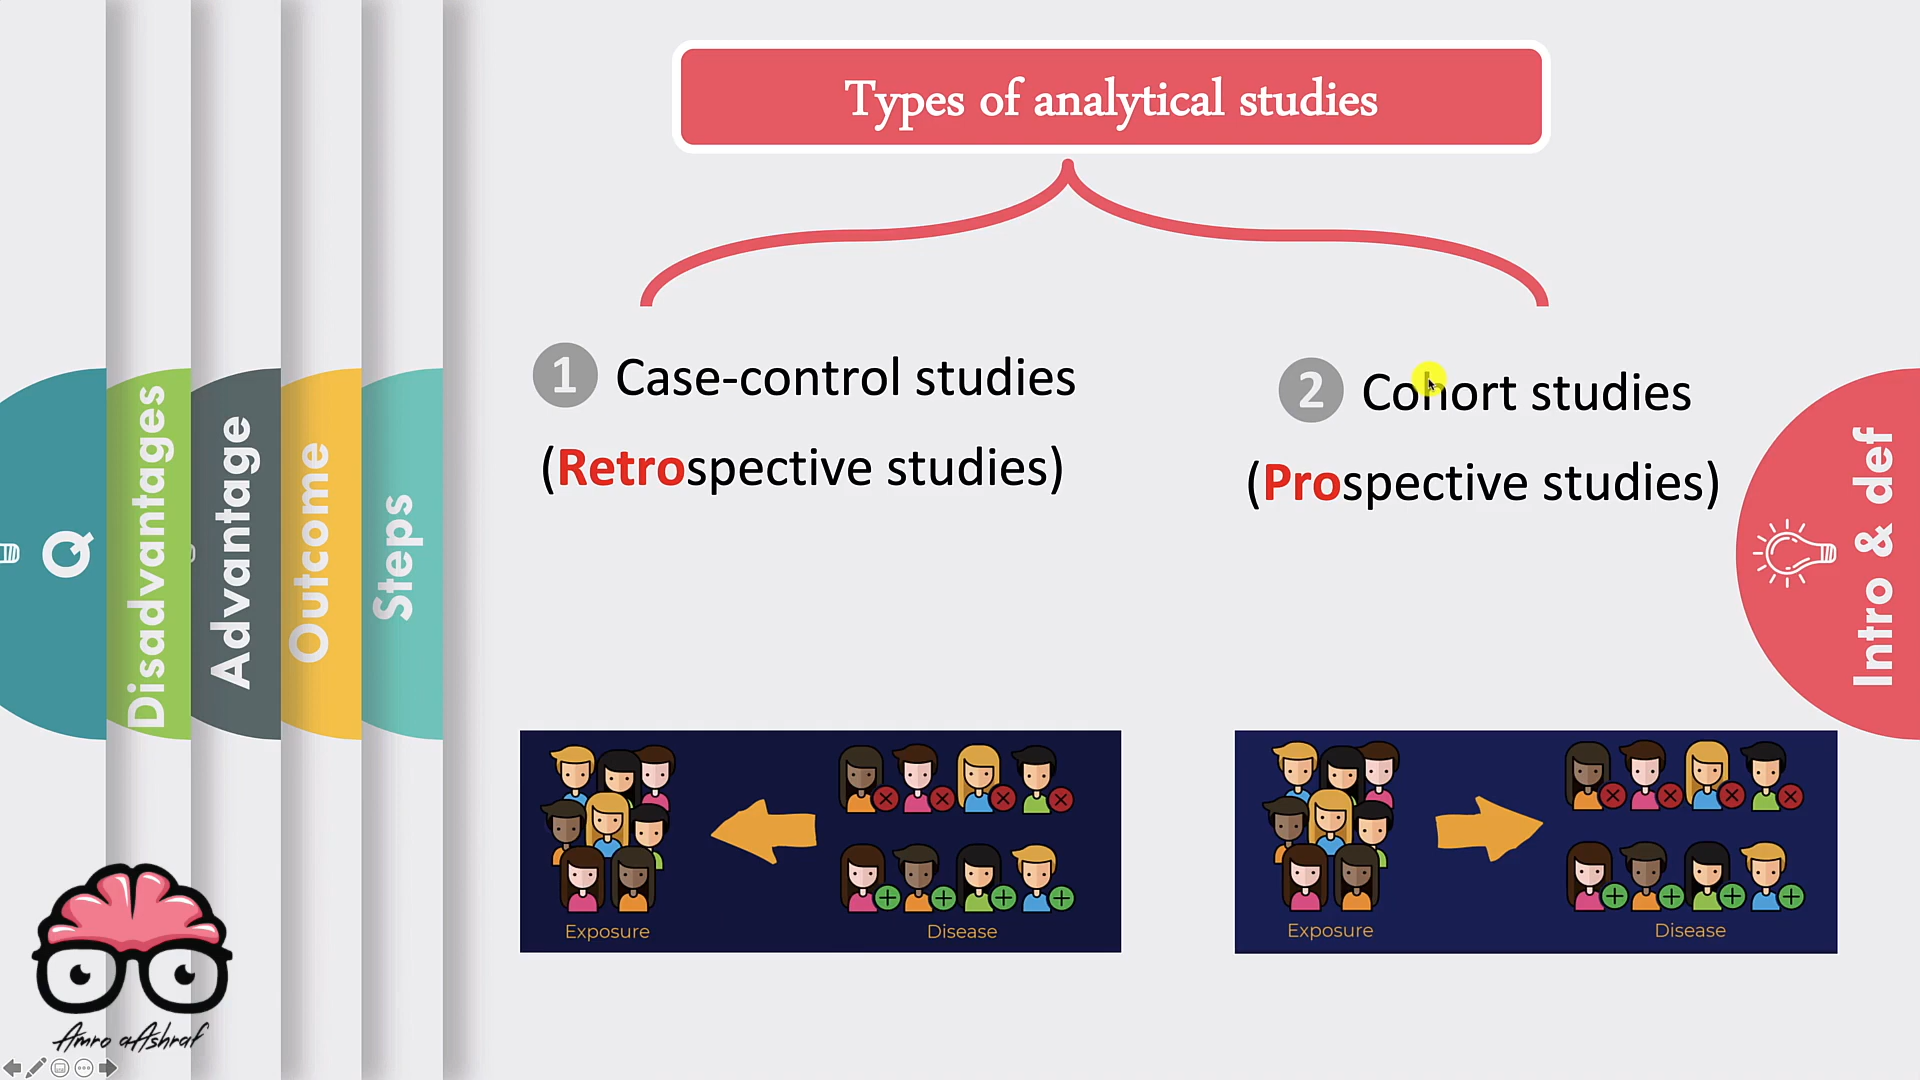 Types of analytical studies
1 Case-control studies
(Retrospective studies)
2 Cohort studies
(Prospective studies)
Exposure
Disease
Exposure
Disease
Q
Disadvantages
Advantage
Outcome
Steps
Intro & def
Amro aAshraf